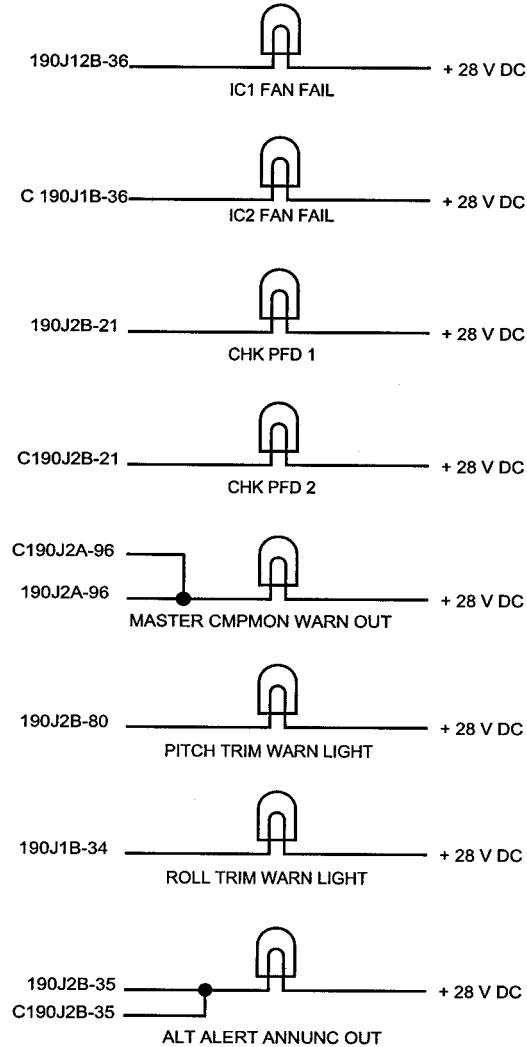 190J12B-36 + 28 V DC
IC1 FAN FAIL
C 190J1B-36 + 28 V DC
IC2 FAN FAIL
190J2B-21 + 28 V DC
CHK PFD 1
C190J2B-21 + 28 V DC
CHK PFD 2
C190J2A-96
190J2A-96 + 28 V DC
MASTER CMPMON WARN OUT
190J2B-80 + 28 V DC
PITCH TRIM WARN LIGHT
190J1B-34 + 28 V DC
ROLL TRIM WARN LIGHT
190J2B-35 + 28 V DC
C190J2B-35
ALT ALERT ANNUNC OUT